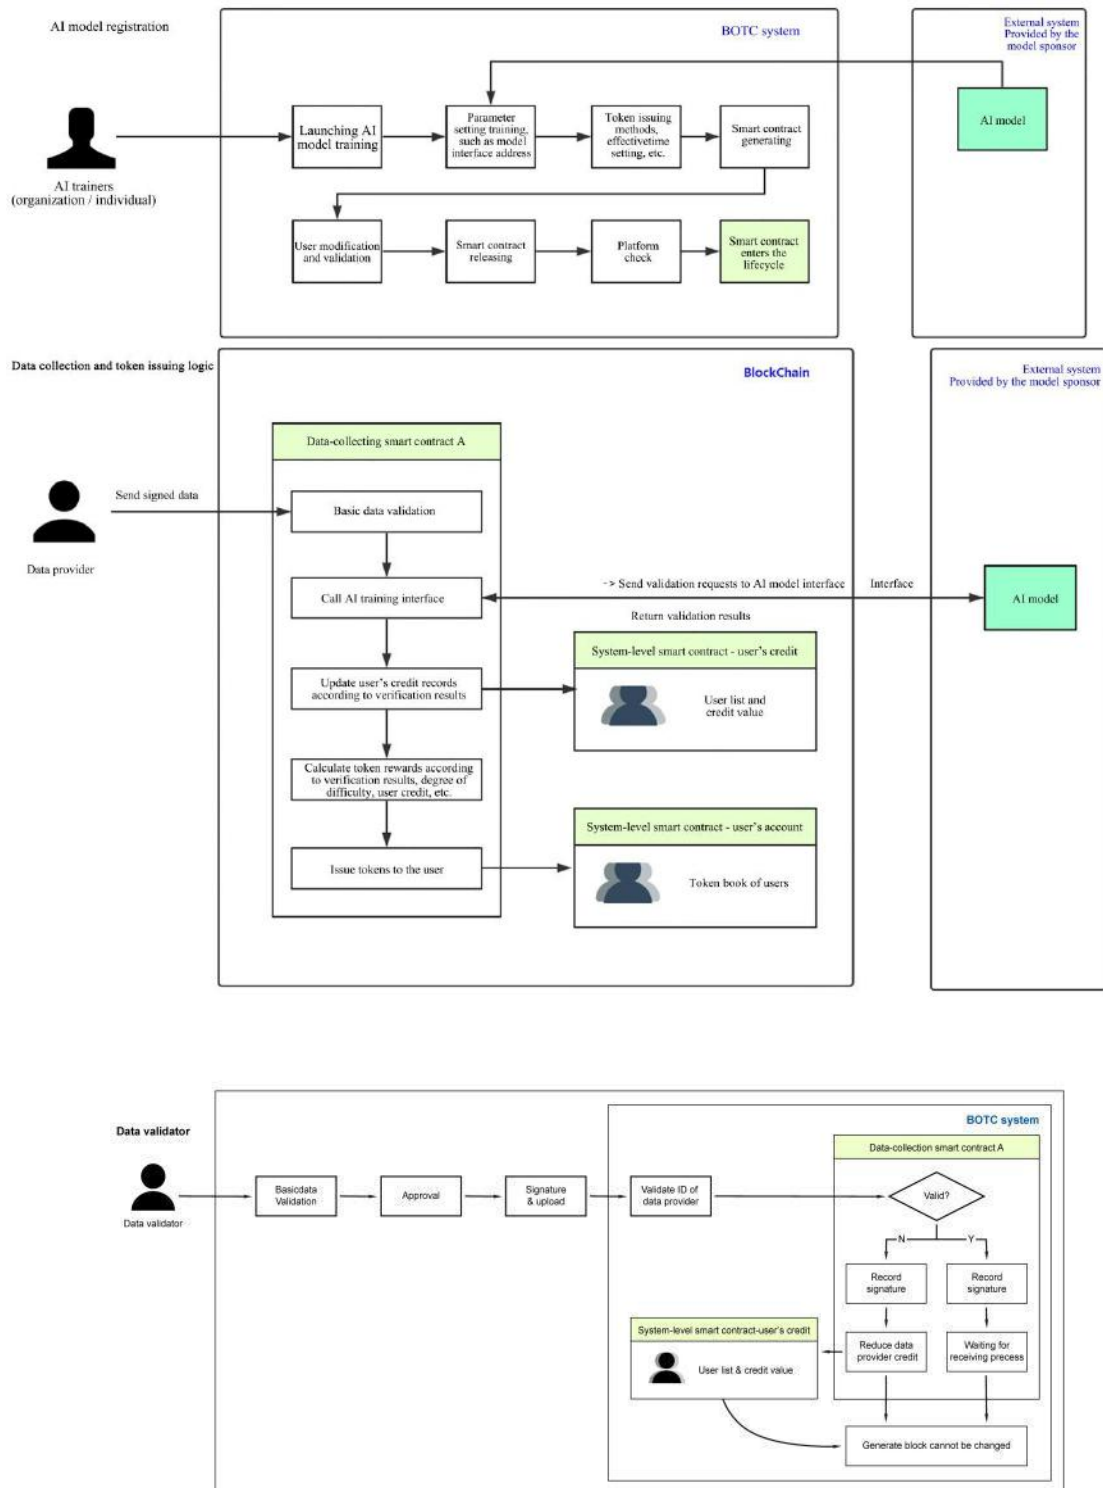 AI model registration
BOTC system
External system
Provided by the
model sponsor
AI trainers
(organization / individual)
Launching AI
model training
Parameter
setting training,
such as model
interface address
Token issuing
methods,
effectivetime
setting, etc.
Smart contract
generating
AI model
User modification
and validation
Smart contract
releasing
Platform
check
Smart contract
enters the
lifecycle
Data collection and token issuing logic
BlockChain
External system
Provided by the model sponsor
Data-collecting smart contract A
Send signed data
Data provider
Basic data validation
Call AI training interface
-> Send validation requests to AI model interface
Interface
Return validation results
AI model
Update user's credit records
according to verification results
System-level smart contract - user's credit
User list and
credit value
Calculate token rewards according
to verification results, degree of
difficulty, user credit, etc.
Issue tokens to the user
System-level smart contract - user's account
Token book of users
Data validator
BOTC system
Data validator
Basicdata
Validation
Approval
Signature
& upload
Validate ID of
data provider
Data-collection smart contract A
Valid?
N
Y
Record
signature
Record
signature
Reduce data
provider credit
Waiting for
receiving precess
System-level smart contract-user's credit
User list & credit value
Generate block cannot be changed